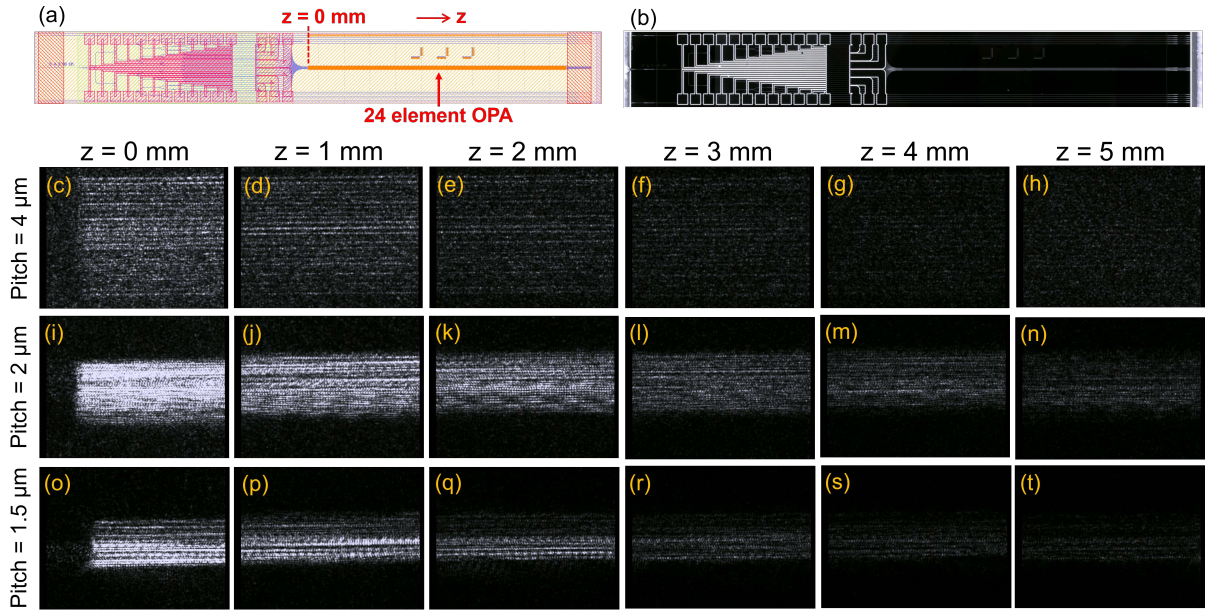 (a)
z = 0 mm
z
24 element OPA
(b)
z = 0 mm z = 1 mm z = 2 mm z = 3 mm z = 4 mm z = 5 mm
Pitch = 4 μm
(c) (d) (e) (f) (g) (h)
Pitch = 2 μm
(i) (j) (k) (l) (m) (n)
Pitch = 1.5 μm
(o) (p) (q) (r) (s) (t)